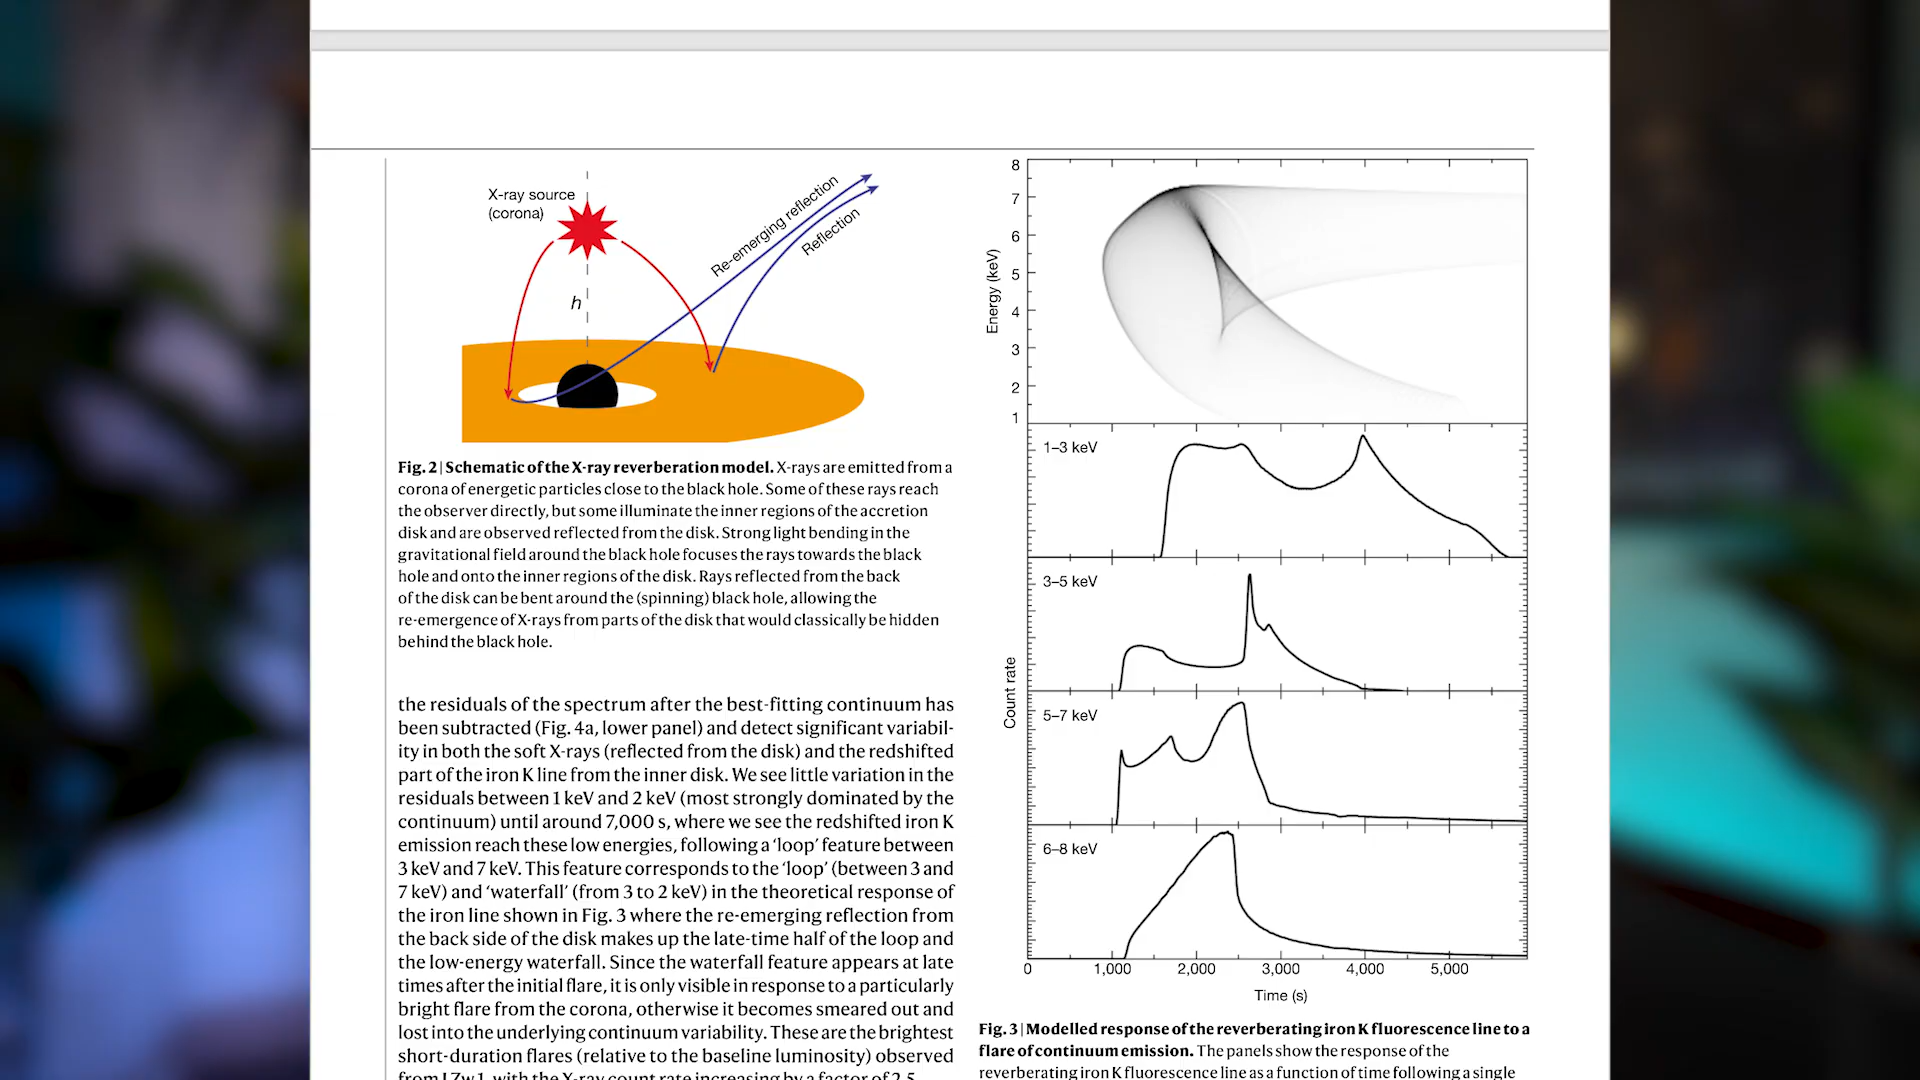 X-ray source
(corona)
h
Re-emerging reflection
Reflection
Fig. 2 | Schematic of the X-ray reverberation model. X-rays are emitted from a
corona of energetic particles close to the black hole. Some of these rays reach
the observer directly, but some illuminate the inner regions of the accretion
disk and are observed reflected from the disk. Strong light bending in the
gravitational field around the black hole focuses the rays towards the black
hole and onto the inner regions of the disk. Rays reflected from the back
of the disk can be bent around the (spinning) black hole, allowing the
re-emergence of X-rays from parts of the disk that would classically be hidden
behind the black hole.
the residuals of the spectrum after the best-fitting continuum has
been subtracted (Fig. 4a, lower panel) and detect significant variabil-
ity in both the soft X-rays (reflected from the disk) and the redshifted
part of the iron K line from the inner disk. We see little variation in the
residuals between 1 keV and 2 keV (most strongly dominated by the
continuum) until around 7,000 s, where we see the redshifted iron K
emission reach these low energies, following a 'loop' feature between
3 keV and 7 keV. This feature corresponds to the 'loop' (between 3 and
7 keV) and 'waterfall' (from 3 to 2 keV) in the theoretical response of
the iron line shown in Fig. 3 where the re-emerging reflection from
the back side of the disk makes up the late-time half of the loop and
the low-energy waterfall. Since the waterfall feature appears at late
times after the initial flare, it is only visible in response to a particularly
bright flare from the corona, otherwise it becomes smeared out and
lost into the underlying continuum variability. These are the brightest
short-duration flares (relative to the baseline luminosity) observed
from I Zw 1, with the X-ray count rate increasing by a factor of 2.5
8
7
6
5
4
3
2
1
Energy (keV)
1–3 keV
3–5 keV
5–7 keV
6–8 keV
Count rate
0 1,000 2,000 3,000 4,000 5,000
Time (s)
Fig. 3 | Modelled response of the reverberating iron K fluorescence line to a
flare of continuum emission. The panels show the response of the
reverberating iron K fluorescence line as a function of time following a single